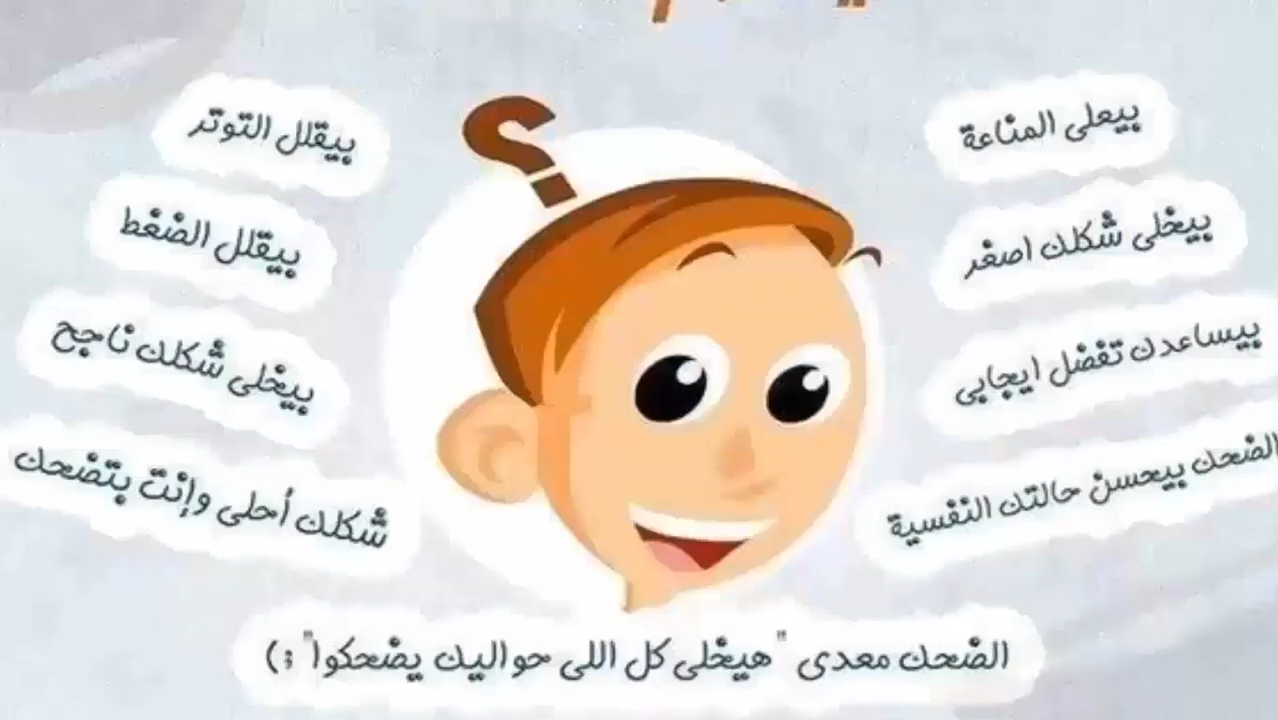 بيعلى المناعة
بيخلى شكلك اصغر
بيساعدك تفضل ايجابى
الضحك بيحسن حالتك النفسية
بيقلل التوتر
بيقلل الضغط
بيخلى شكلك ناجح
شكلك أحلى وإنت بتضحك
الضحك معدى "هيخلى كل اللى حواليك يضحكوا" ;)
؟